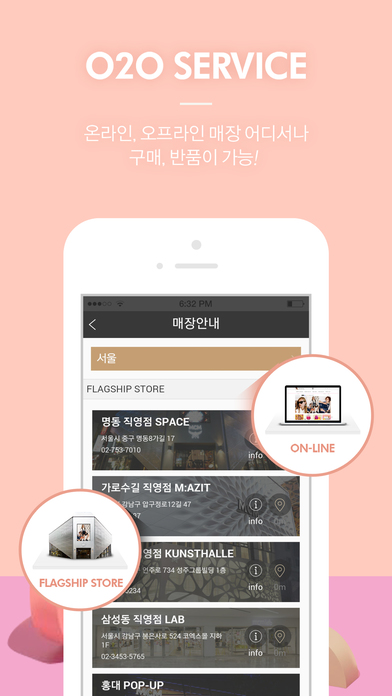 O2O SERVICE
온라인, 오프라인 매장 어디서나
구매, 반품이 가능!
6:32 PM
매장안내
서울
FLAGSHIP STORE
명동 직영점 SPACE
서울시 중구 명동8가길 17
02-753-7010
info
ON-LINE
가로수길 직영점 M:AZIT
강남구 압구정로12길 47
info
영점 KUNSTHALLE
언주로 734 성주그룹빌딩 1층
info
0m
FLAGSHIP STORE
삼성동 직영점 LAB
서울시 강남구 봉은사로 524 코엑스몰 지하
1F
02-3453-5765
info
0m
홍대 POP-UP